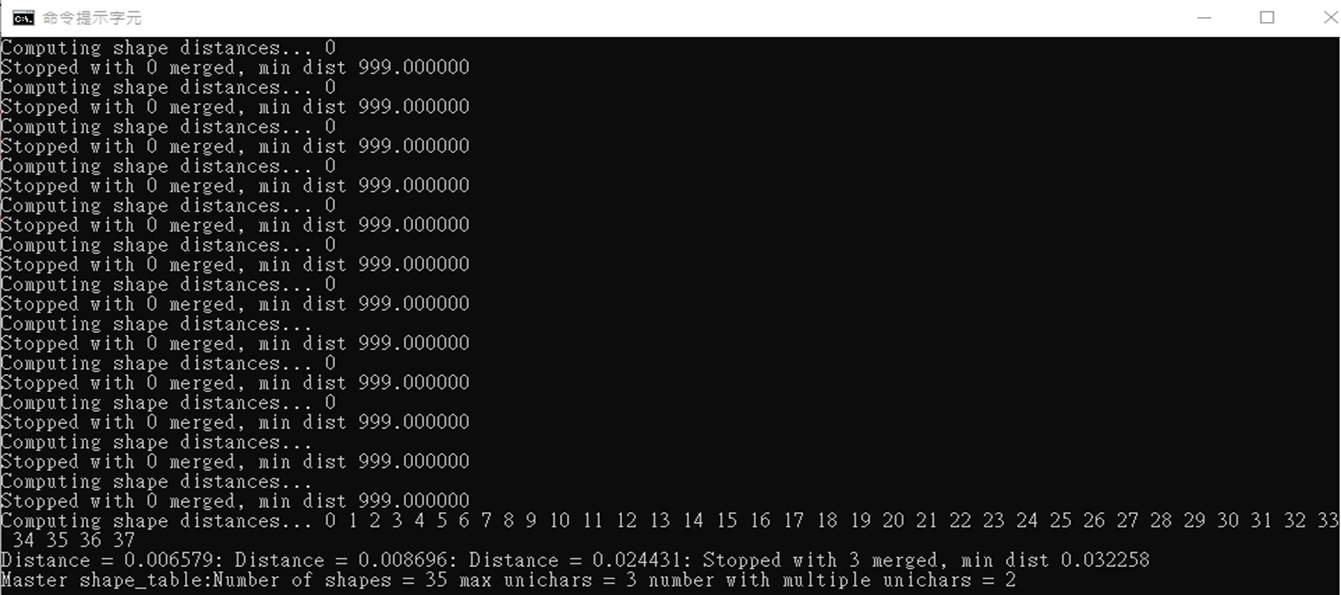 命令提示字元
Computing shape distances... 0
Stopped with 0 merged, min dist 999.000000
Computing shape distances... 0
Stopped with 0 merged, min dist 999.000000
Computing shape distances... 0
Stopped with 0 merged, min dist 999.000000
Computing shape distances... 0
Stopped with 0 merged, min dist 999.000000
Computing shape distances... 0
Stopped with 0 merged, min dist 999.000000
Computing shape distances... 0
Stopped with 0 merged, min dist 999.000000
Computing shape distances... 0
Stopped with 0 merged, min dist 999.000000
Computing shape distances...
Stopped with 0 merged, min dist 999.000000
Computing shape distances... 0
Stopped with 0 merged, min dist 999.000000
Computing shape distances... 0
Stopped with 0 merged, min dist 999.000000
Computing shape distances...
Stopped with 0 merged, min dist 999.000000
Computing shape distances...
Stopped with 0 merged, min dist 999.000000
Computing shape distances... 0 1 2 3 4 5 6 7 8 9 10 11 12 13 14 15 16 17 18 19 20 21 22 23 24 25 26 27 28 29 30 31 32 33
34 35 36 37
Distance = 0.006579: Distance = 0.008696: Distance = 0.024431: Stopped with 3 merged, min dist 0.032258
Master shape_table:Number of shapes = 35 max unichars = 3 number with multiple unichars = 2